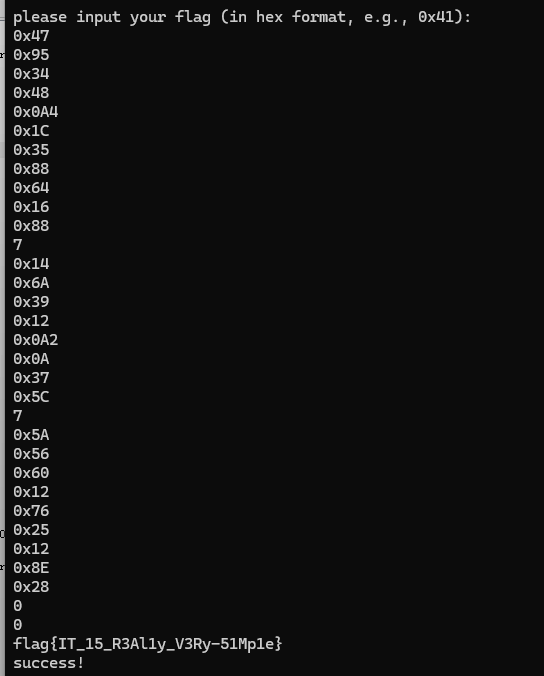 please input your flag (in hex format, e.g., 0x41):
0x47
0x95
0x34
0x48
0x0A4
0x1C
0x35
0x88
0x64
0x16
0x88
7
0x14
0x6A
0x39
0x12
0x0A2
0x0A
0x37
0x5C
7
0x5A
0x56
0x60
0x12
0x76
0x25
0x12
0x8E
0x28
0
0
flag{IT_15_R3Al1y_V3Ry-51Mp1e}
success!